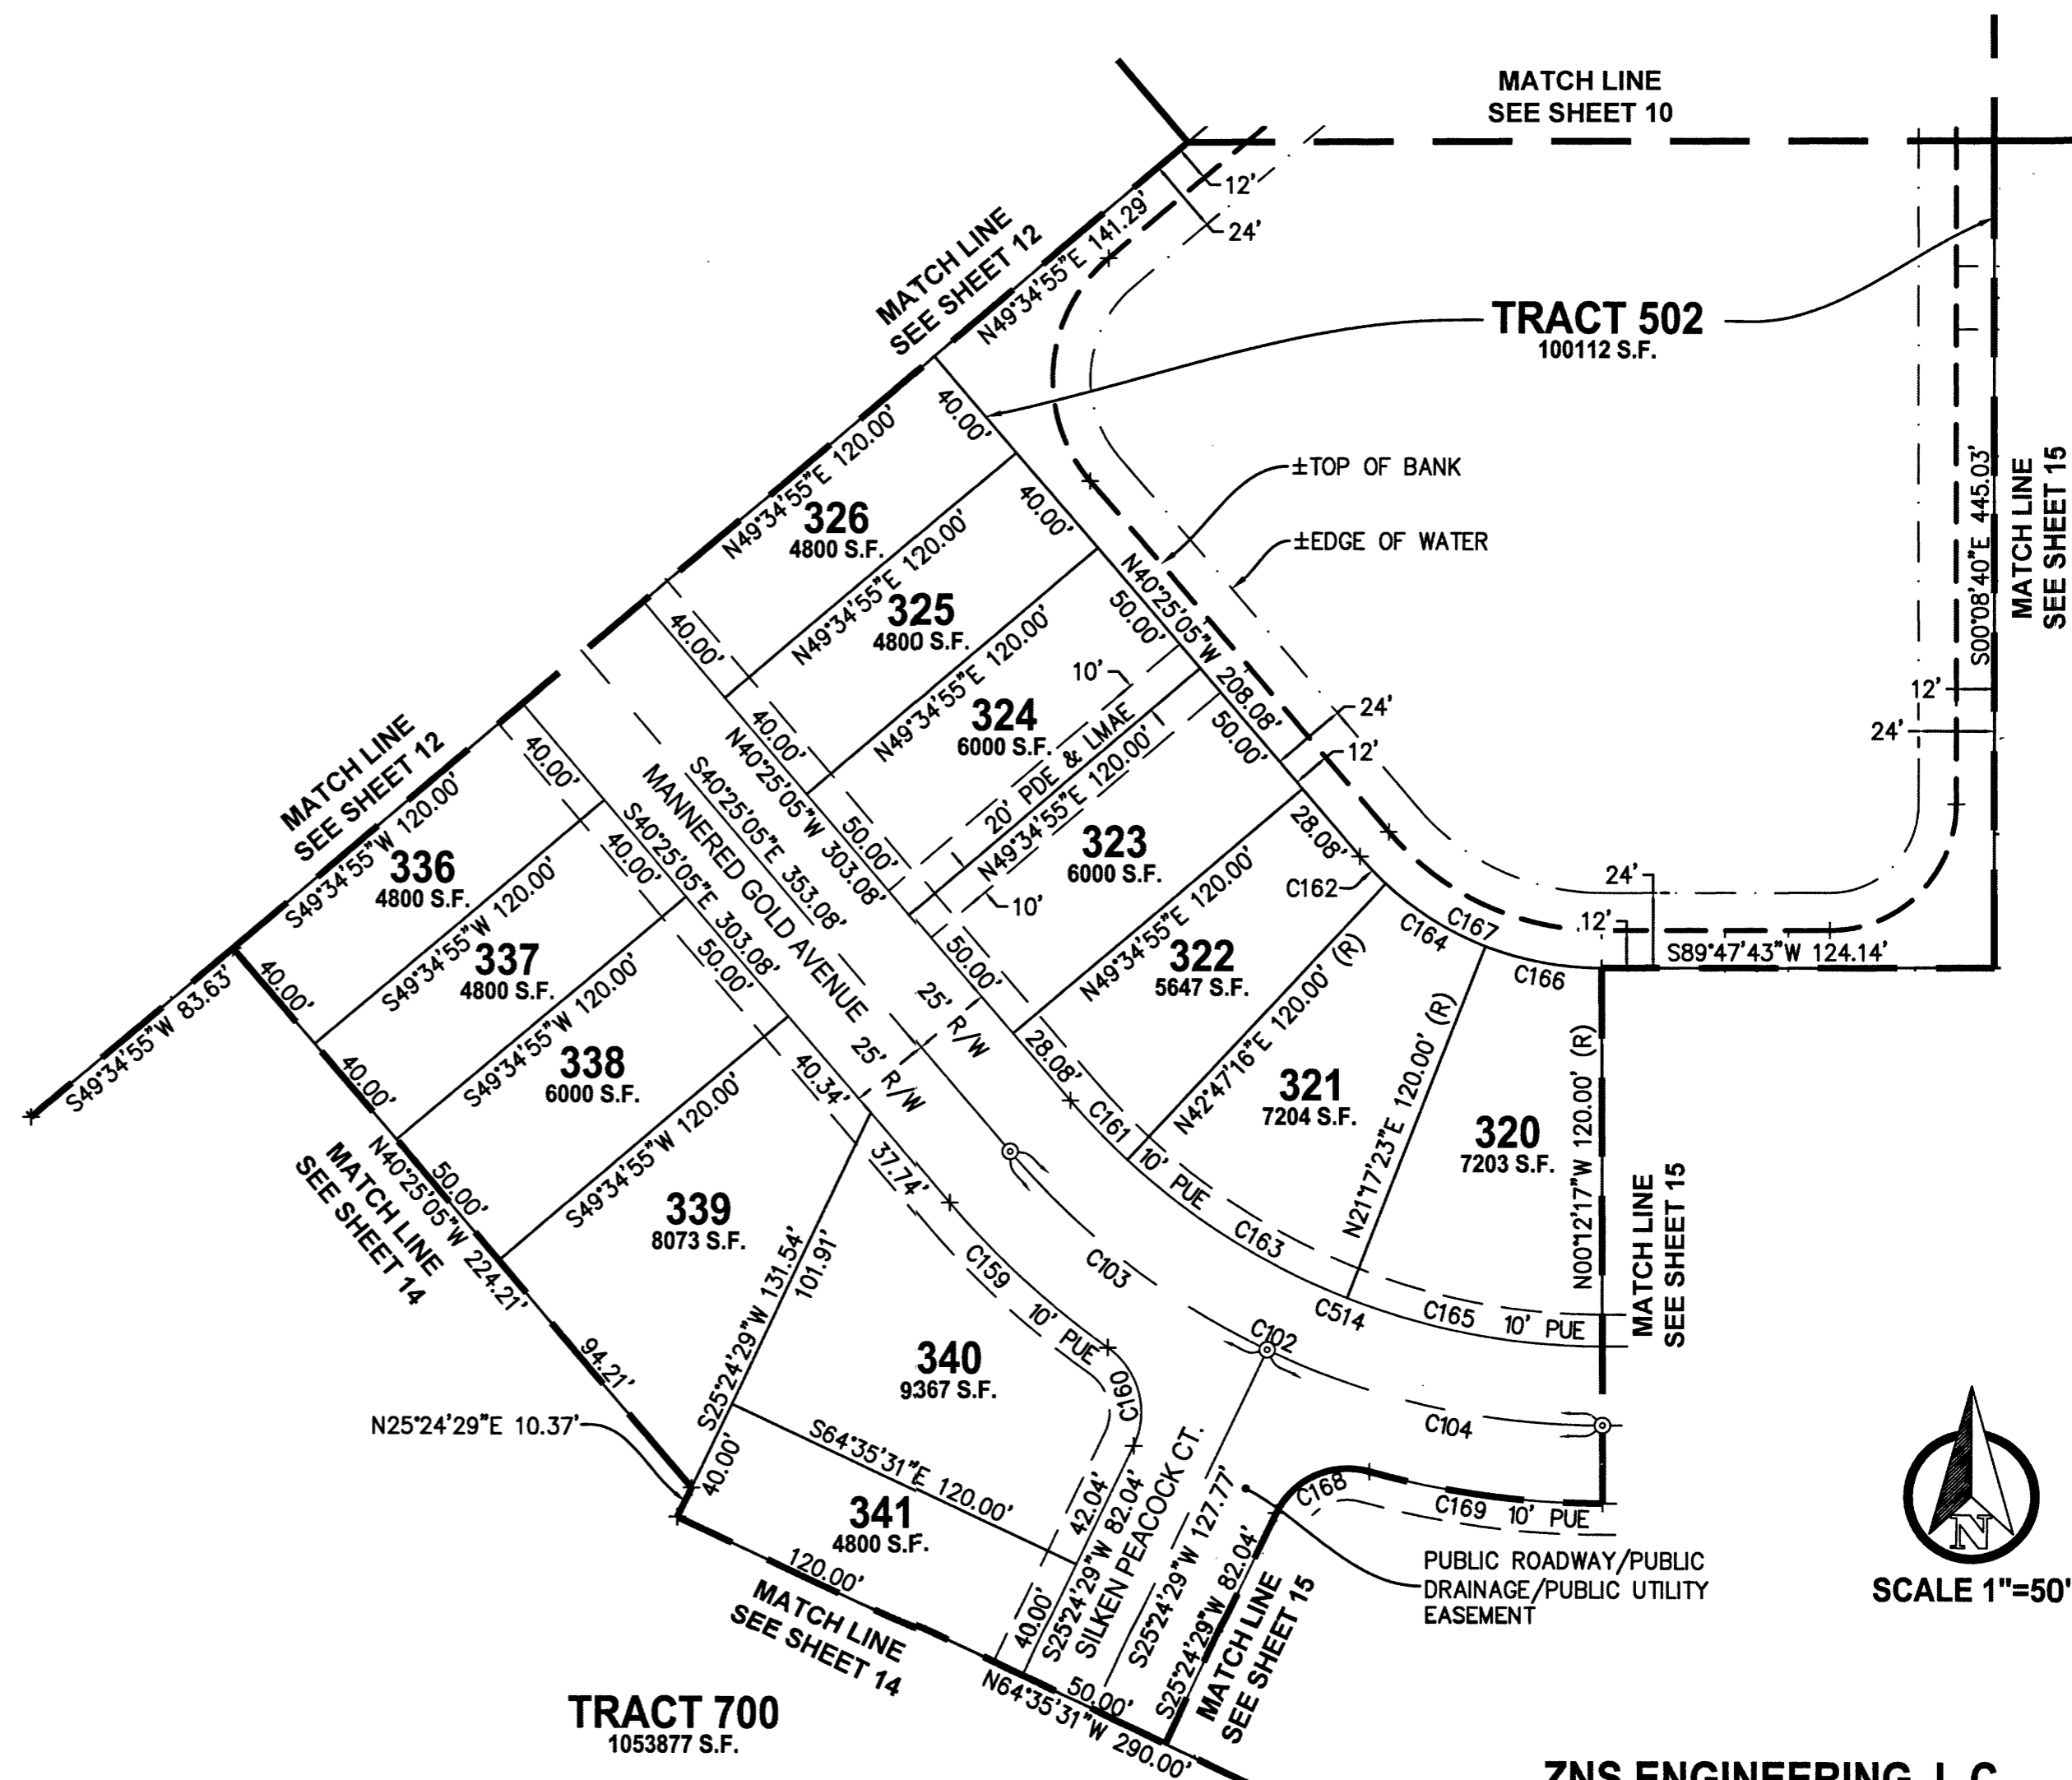 MATCH LINE
SEE SHEET 10
12'
24'
MATCH LINE
SEE SHEET 12
N49°34'55"E 141.29'
TRACT 502
100112 S.F.
40.00'
N49°34'55"E 120.00'
326
4800 S.F.
40.00'
±TOP OF BANK
±EDGE OF WATER
N49°34'55"E 120.00'
325
4800 S.F.
N40°25'05"W 208.08'
50.00'
S00°08'40"E 445.03'
MATCH LINE
SEE SHEET 15
40.00'
N49°34'55"E 120.00'
10'
324
6000 S.F.
12'
24'
24'
12'
50.00'
20' PDE & LMAE
N49°34'55"E 120.00'
10'
40.00'
N40°25'05"W 303.08'
50.00'
323
6000 S.F.
28.08'
C162
C164
C167
24'
12'
S89°47'43"W 124.14'
C166
MATCH LINE
SEE SHEET 12
S49°34'55"W 120.00'
40.00'
S40°25'05"E 353.08'
MANNERED GOLD AVENUE
S40°25'05"E 303.08'
336
4800 S.F.
40.00'
S49°34'55"W 120.00'
337
4800 S.F.
50.00'
S49°34'55"W 83.63'
40.00'
40.00'
S49°34'55"W 120.00'
338
6000 S.F.
50.00'
25' R/W
25' R/W
N49°34'55"E 120.00'
322
5647 S.F.
28.08'
C161
N42°47'16"E 120.00' (R)
321
7204 S.F.
N21°17'23"E 120.00' (R)
320
7203 S.F.
N00°12'17"W 120.00' (R)
MATCH LINE
SEE SHEET 15
10' PUE
C163
C514
C165
10' PUE
MATCH LINE
SEE SHEET 14
N40°25'05"W 224.21'
50.00'
S49°34'55"W 120.00'
40.34'
37.74'
339
8073 S.F.
94.21'
S25°24'29"W 131.54'
101.91'
C159
10' PUE
C103
C102
C104
C160
340
9367 S.F.
N25°24'29"E 10.37'
40.00'
S64°35'31"E 120.00'
341
4800 S.F.
120.00'
MATCH LINE
SEE SHEET 14
42.04'
40.00'
S25°24'29"W 82.04'
SILKEN PEACOCK CT.
S25°24'29"W 127.77'
S25°24'29"W 82.04'
MATCH LINE
SEE SHEET 15
C168
C169
10' PUE
PUBLIC ROADWAY/PUBLIC
DRAINAGE/PUBLIC UTILITY
EASEMENT
50.00'
N64°35'31"W 290.00'
N
SCALE 1"=50'
TRACT 700
1053877 S.F.
ZNS ENGINEERING, L.C.